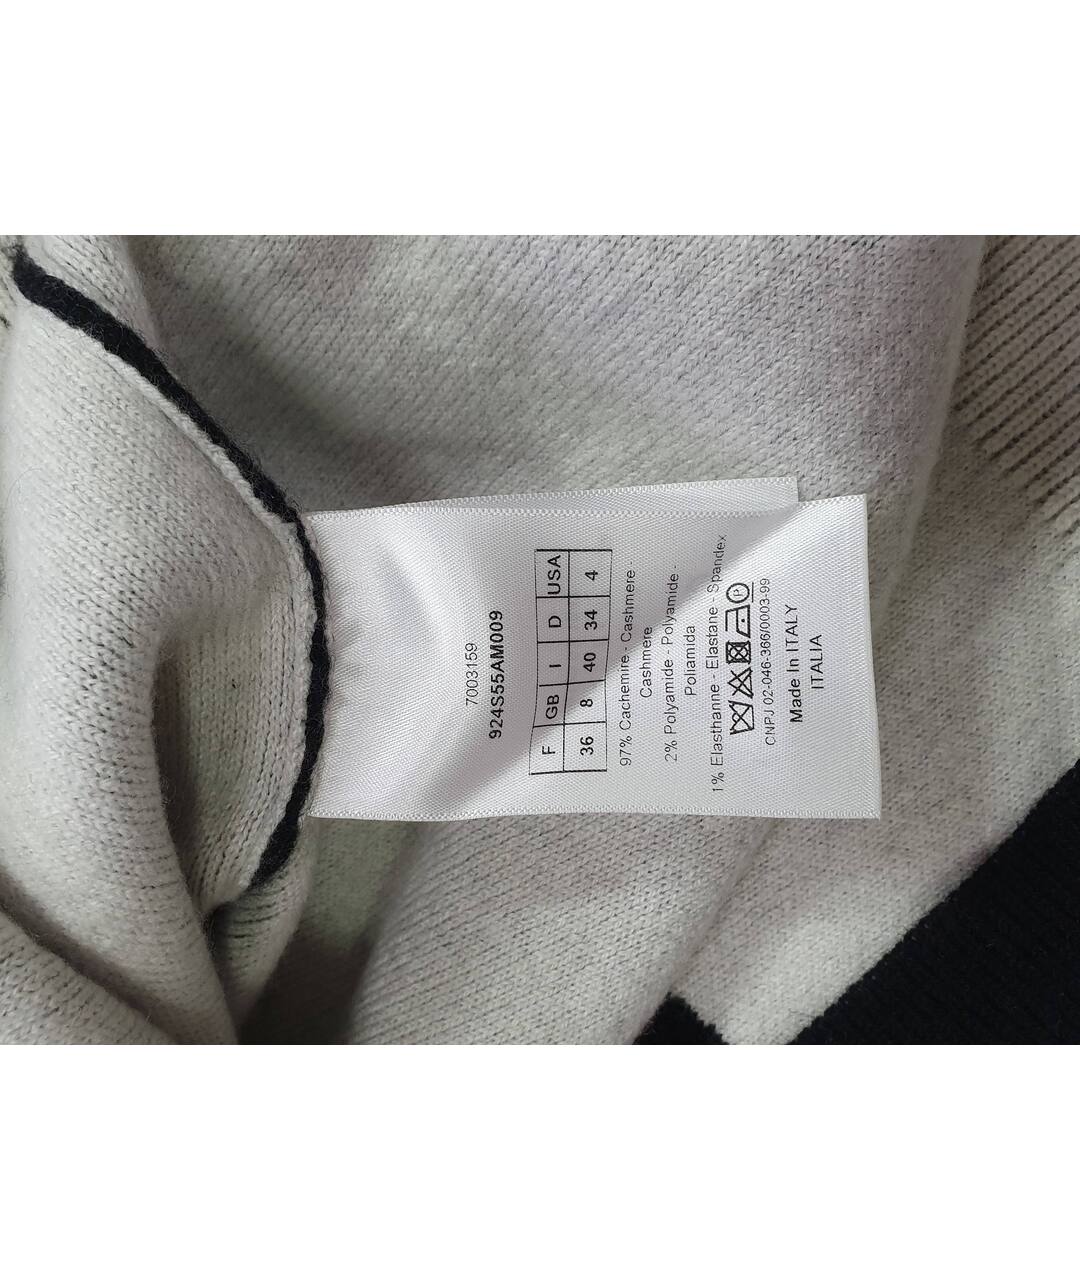 7003159
924S55AM009
F GB I D USA
36 8 40 34 4
97% Cachemire - Cashmere -
Cashmere
2% Polyamide - Polyamide -
Poliamida
1% Elasthanne - Elastane - Spandex
P
CNPJ 02-046-366/0003-99
Made In ITALY
ITALIA